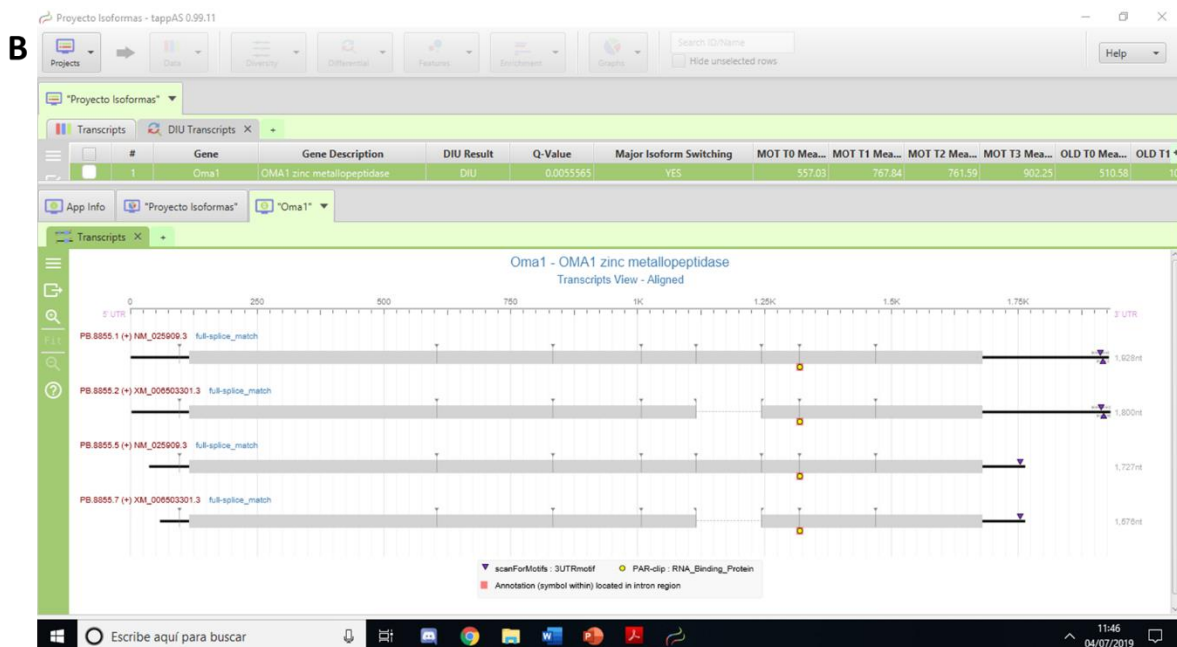 B
Proyecto Isoformas - tappAS 0.99.11
Projects
Data
Diversity
Differential
Features
Enrichment
Graphs
Search ID/Name
Hide unselected rows
Help
"Proyecto Isoformas"
Transcripts DIU Transcripts × +
# Gene Gene Description DIU Result Q-Value Major Isoform Switching MOT T0 Mea... MOT T1 Mea... MOT T2 Mea... MOT T3 Mea... OLD T0 Mea... OLD T1
1 Oma1 OMA1 zinc metallopeptidase DIU 0.0055565 YES 557.03 767.84 761.59 902.25 510.58 10
App Info "Proyecto Isoformas" "Oma1"
Transcripts × +
Oma1 - OMA1 zinc metallopeptidase
Transcripts View - Aligned
0 250 500 750 1K 1.25K 1.5K 1.75K
5' UTR 3' UTR
Fit
PB.8855.1 (+) NM_025909.3 full-splice_match
1,928nt
PB.8855.2 (+) XM_006503301.3 full-splice_match
1,800nt
PB.8855.5 (+) NM_025909.3 full-splice_match
1,727nt
PB.8855.7 (+) XM_006503301.3 full-splice_match
1,576nt
scanForMotifs : 3UTRmotif PAR-clip : RNA_Binding_Protein
Annotation (symbol within) located in intron region
Escribe aquí para buscar
11:46
04/07/2019